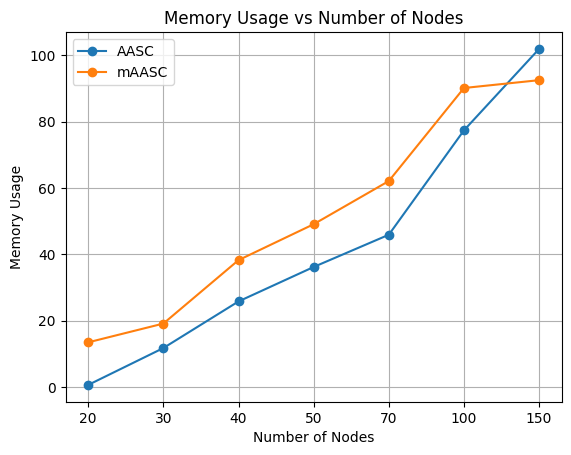 Memory Usage vs Number of Nodes
AASC
mAASC
Memory Usage
100
80
60
40
20
0
20 30 40 50 70 100 150
Number of Nodes